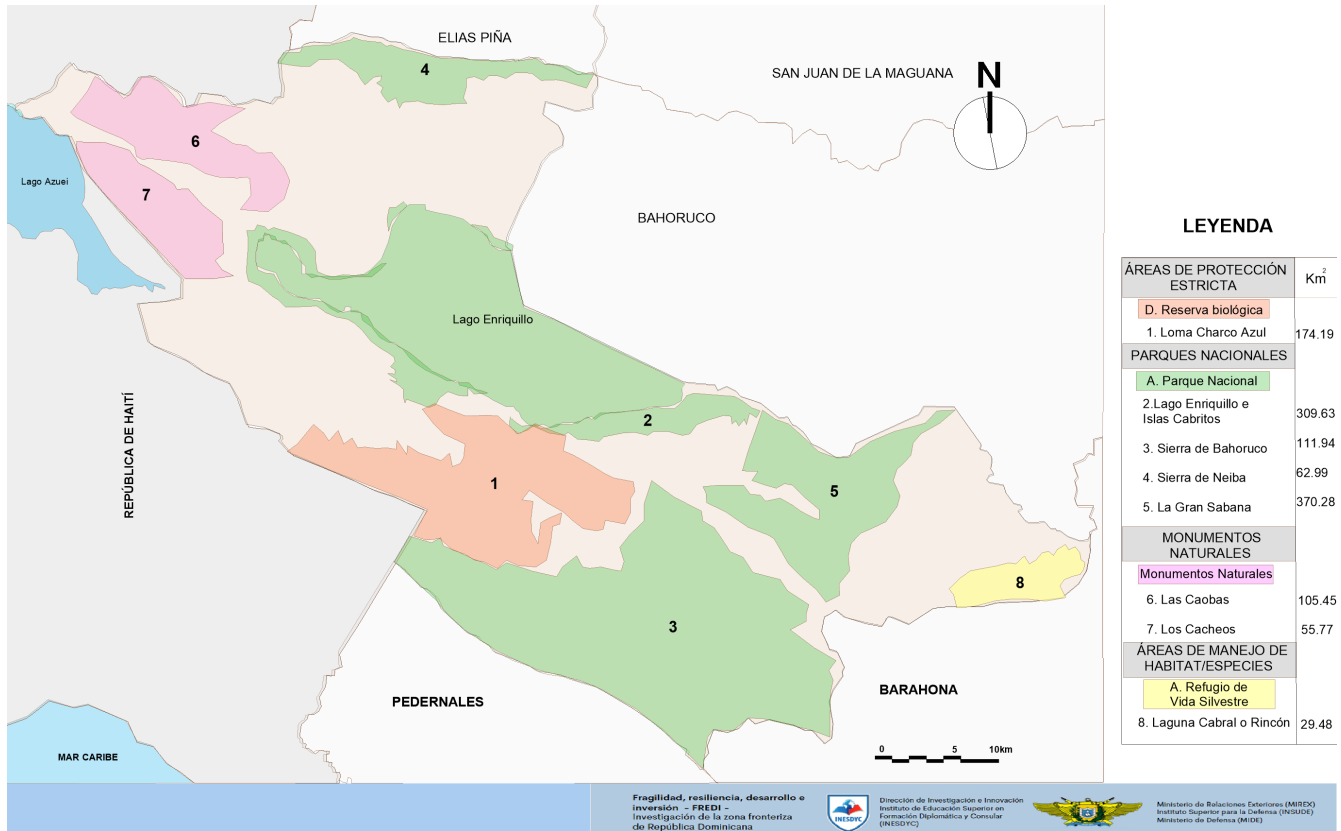 ELIAS PIÑA
SAN JUAN DE LA MAGUANA
N
4
6
7
Lago Azuei
BAHORUCO
Lago Enriquillo
REPÚBLICA DE HAITÍ
2
1
5
8
3
PEDERNALES
BARAHONA
MAR CARIBE
0 5 10km
LEYENDA
ÁREAS DE PROTECCIÓN
ESTRICTA
Km²
D. Reserva biológica
1. Loma Charco Azul 174.19
PARQUES NACIONALES
A. Parque Nacional
2.Lago Enriquillo e
Islas Cabritos 309.63
3. Sierra de Bahoruco 111.94
4. Sierra de Neiba 62.99
5. La Gran Sabana 370.28
MONUMENTOS
NATURALES
Monumentos Naturales
6. Las Caobas 105.45
7. Los Cacheos 55.77
ÁREAS DE MANEJO DE
HABITAT/ESPECIES
A. Refugio de
Vida Silvestre
8. Laguna Cabral o Rincón 29.48
Fragilidad, resiliencia, desarrollo e
inversión – FREDI –
Investigación de la zona fronteriza
de República Dominicana
INESDYC
Dirección de Investigación e Innovación
Instituto de Educación Superior en
Formación Diplomática y Consular
(INESDYC)
Ministerio de Relaciones Exteriores (MIREX)
Instituto Superior para la Defensa (INSUDE)
Ministerio de Defensa (MIDE)